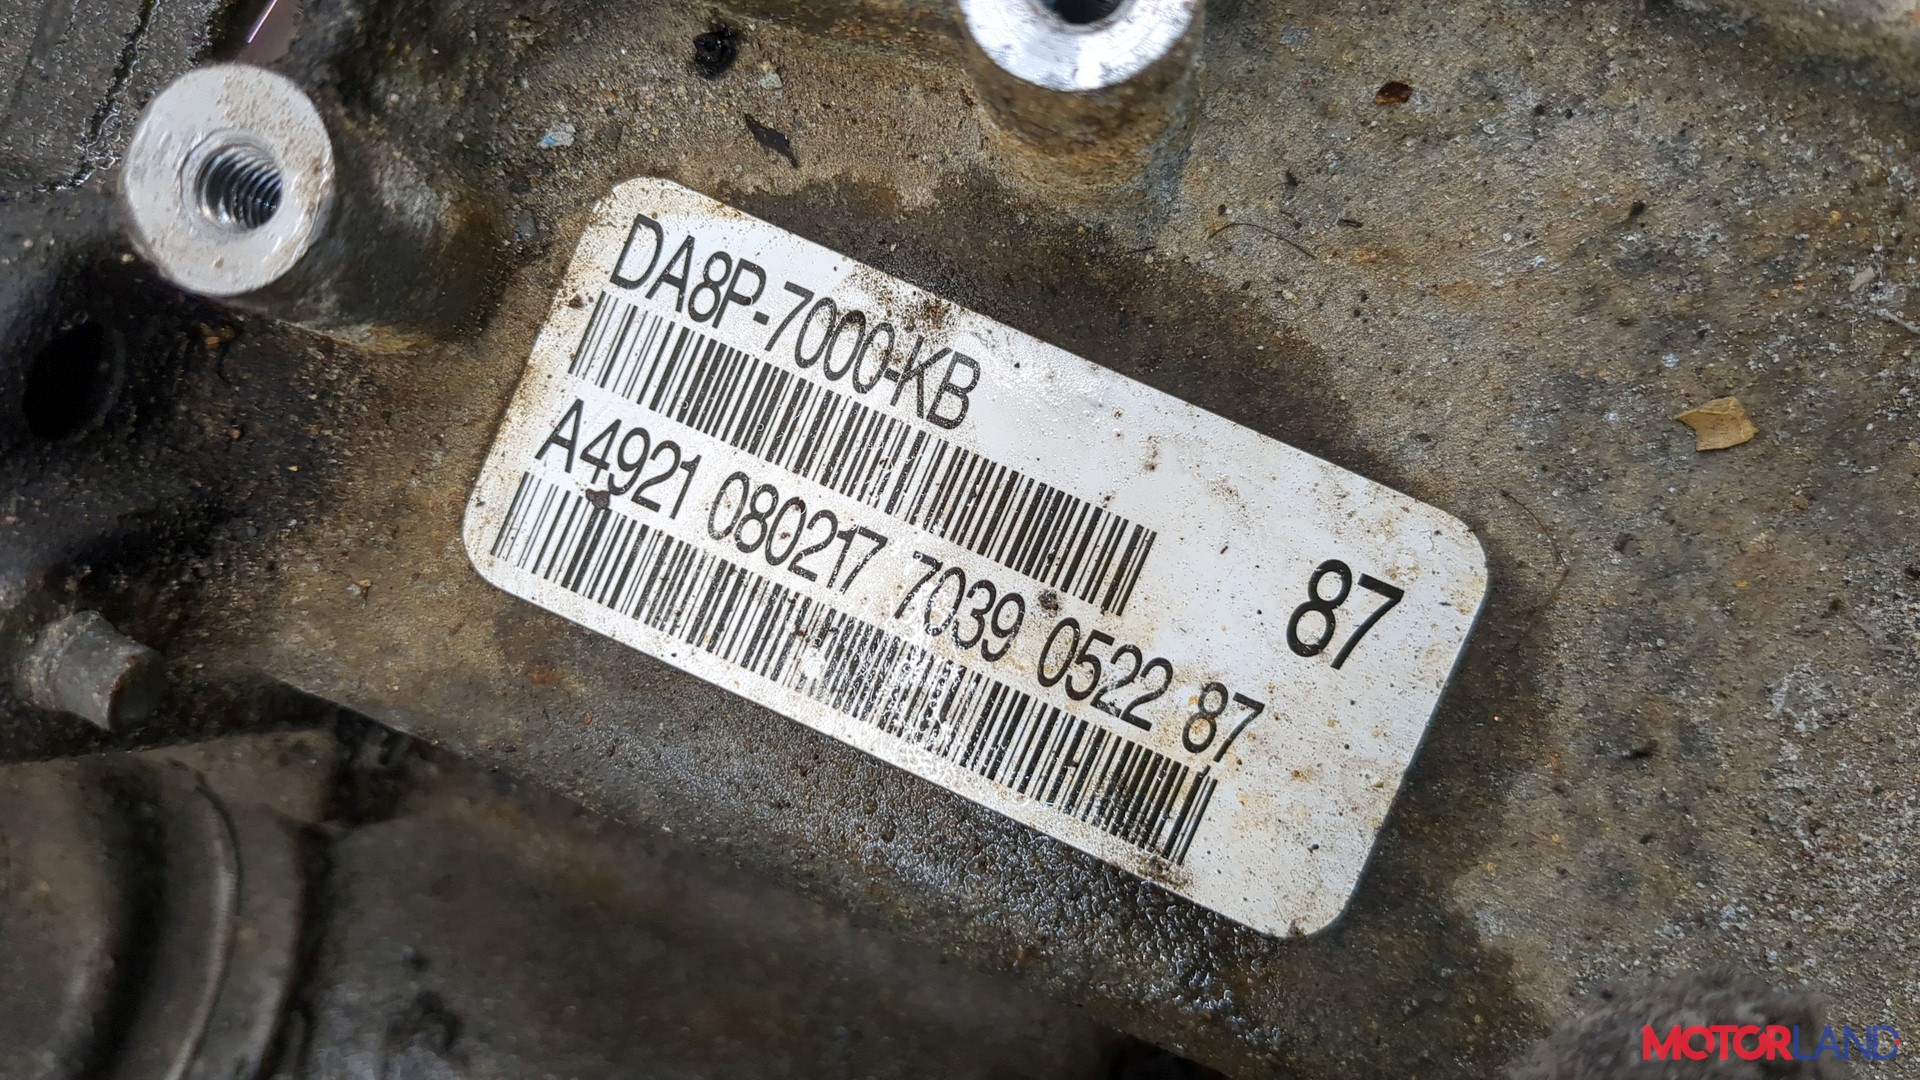 DA8P-7000-KB
A4921 080217 7039 0522 87
87
MOTORLAND